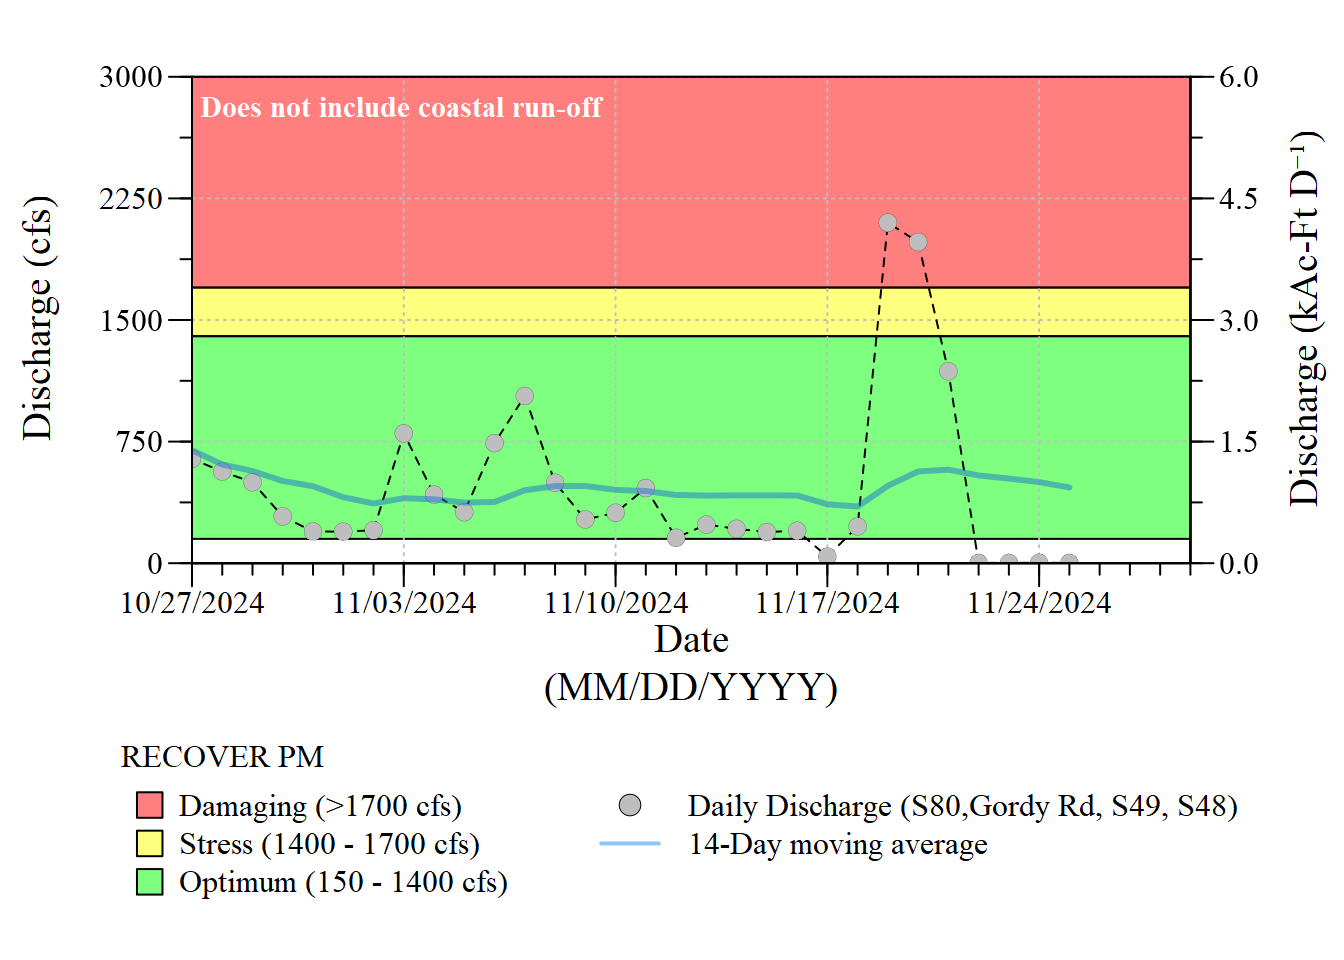 3000
2250
1500
750
0
Discharge (cfs)
Does not include coastal run-off
6.0
4.5
3.0
1.5
0.0
Discharge (kAc-Ft D⁻¹)
10/27/2024 11/03/2024 11/10/2024 11/17/2024 11/24/2024
Date
(MM/DD/YYYY)
RECOVER PM
Damaging (>1700 cfs)
Stress (1400 - 1700 cfs)
Optimum (150 - 1400 cfs)
Daily Discharge (S80,Gordy Rd, S49, S48)
14-Day moving average